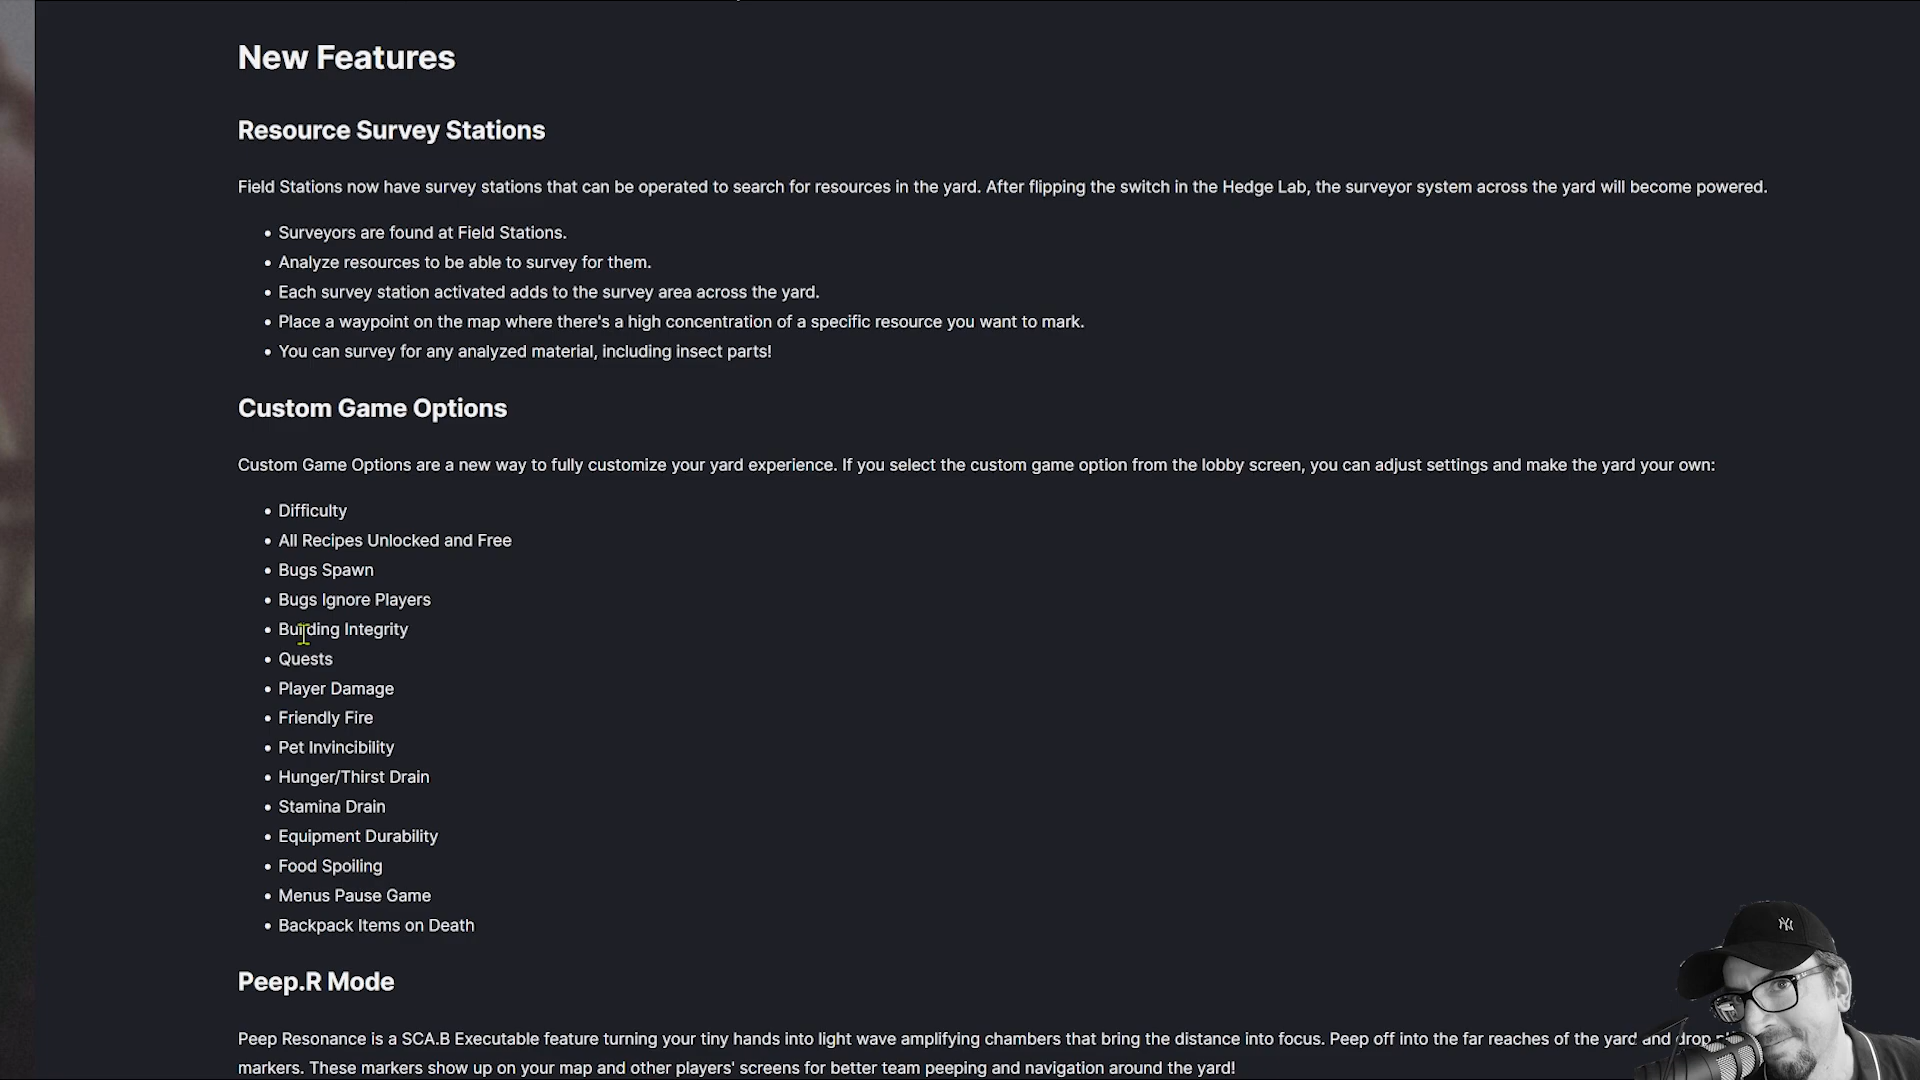 New Features
Resource Survey Stations
Field Stations now have survey stations that can be operated to search for resources in the yard. After flipping the switch in the Hedge Lab, the surveyor system across the yard will become powered.
• Surveyors are found at Field Stations.
• Analyze resources to be able to survey for them.
• Each survey station activated adds to the survey area across the yard.
• Place a waypoint on the map where there's a high concentration of a specific resource you want to mark.
• You can survey for any analyzed material, including insect parts!
Custom Game Options
Custom Game Options are a new way to fully customize your yard experience. If you select the custom game option from the lobby screen, you can adjust settings and make the yard your own:
• Difficulty
• All Recipes Unlocked and Free
• Bugs Spawn
• Bugs Ignore Players
• Building Integrity
• Quests
• Player Damage
• Friendly Fire
• Pet Invincibility
• Hunger/Thirst Drain
• Stamina Drain
• Equipment Durability
• Food Spoiling
• Menus Pause Game
• Backpack Items on Death
Peep.R Mode
Peep Resonance is a SCA.B Executable feature turning your tiny hands into light wave amplifying chambers that bring the distance into focus. Peep off into the far reaches of the yard and drop
markers. These markers show up on your map and other players' screens for better team peeping and navigation around the yard!
NY